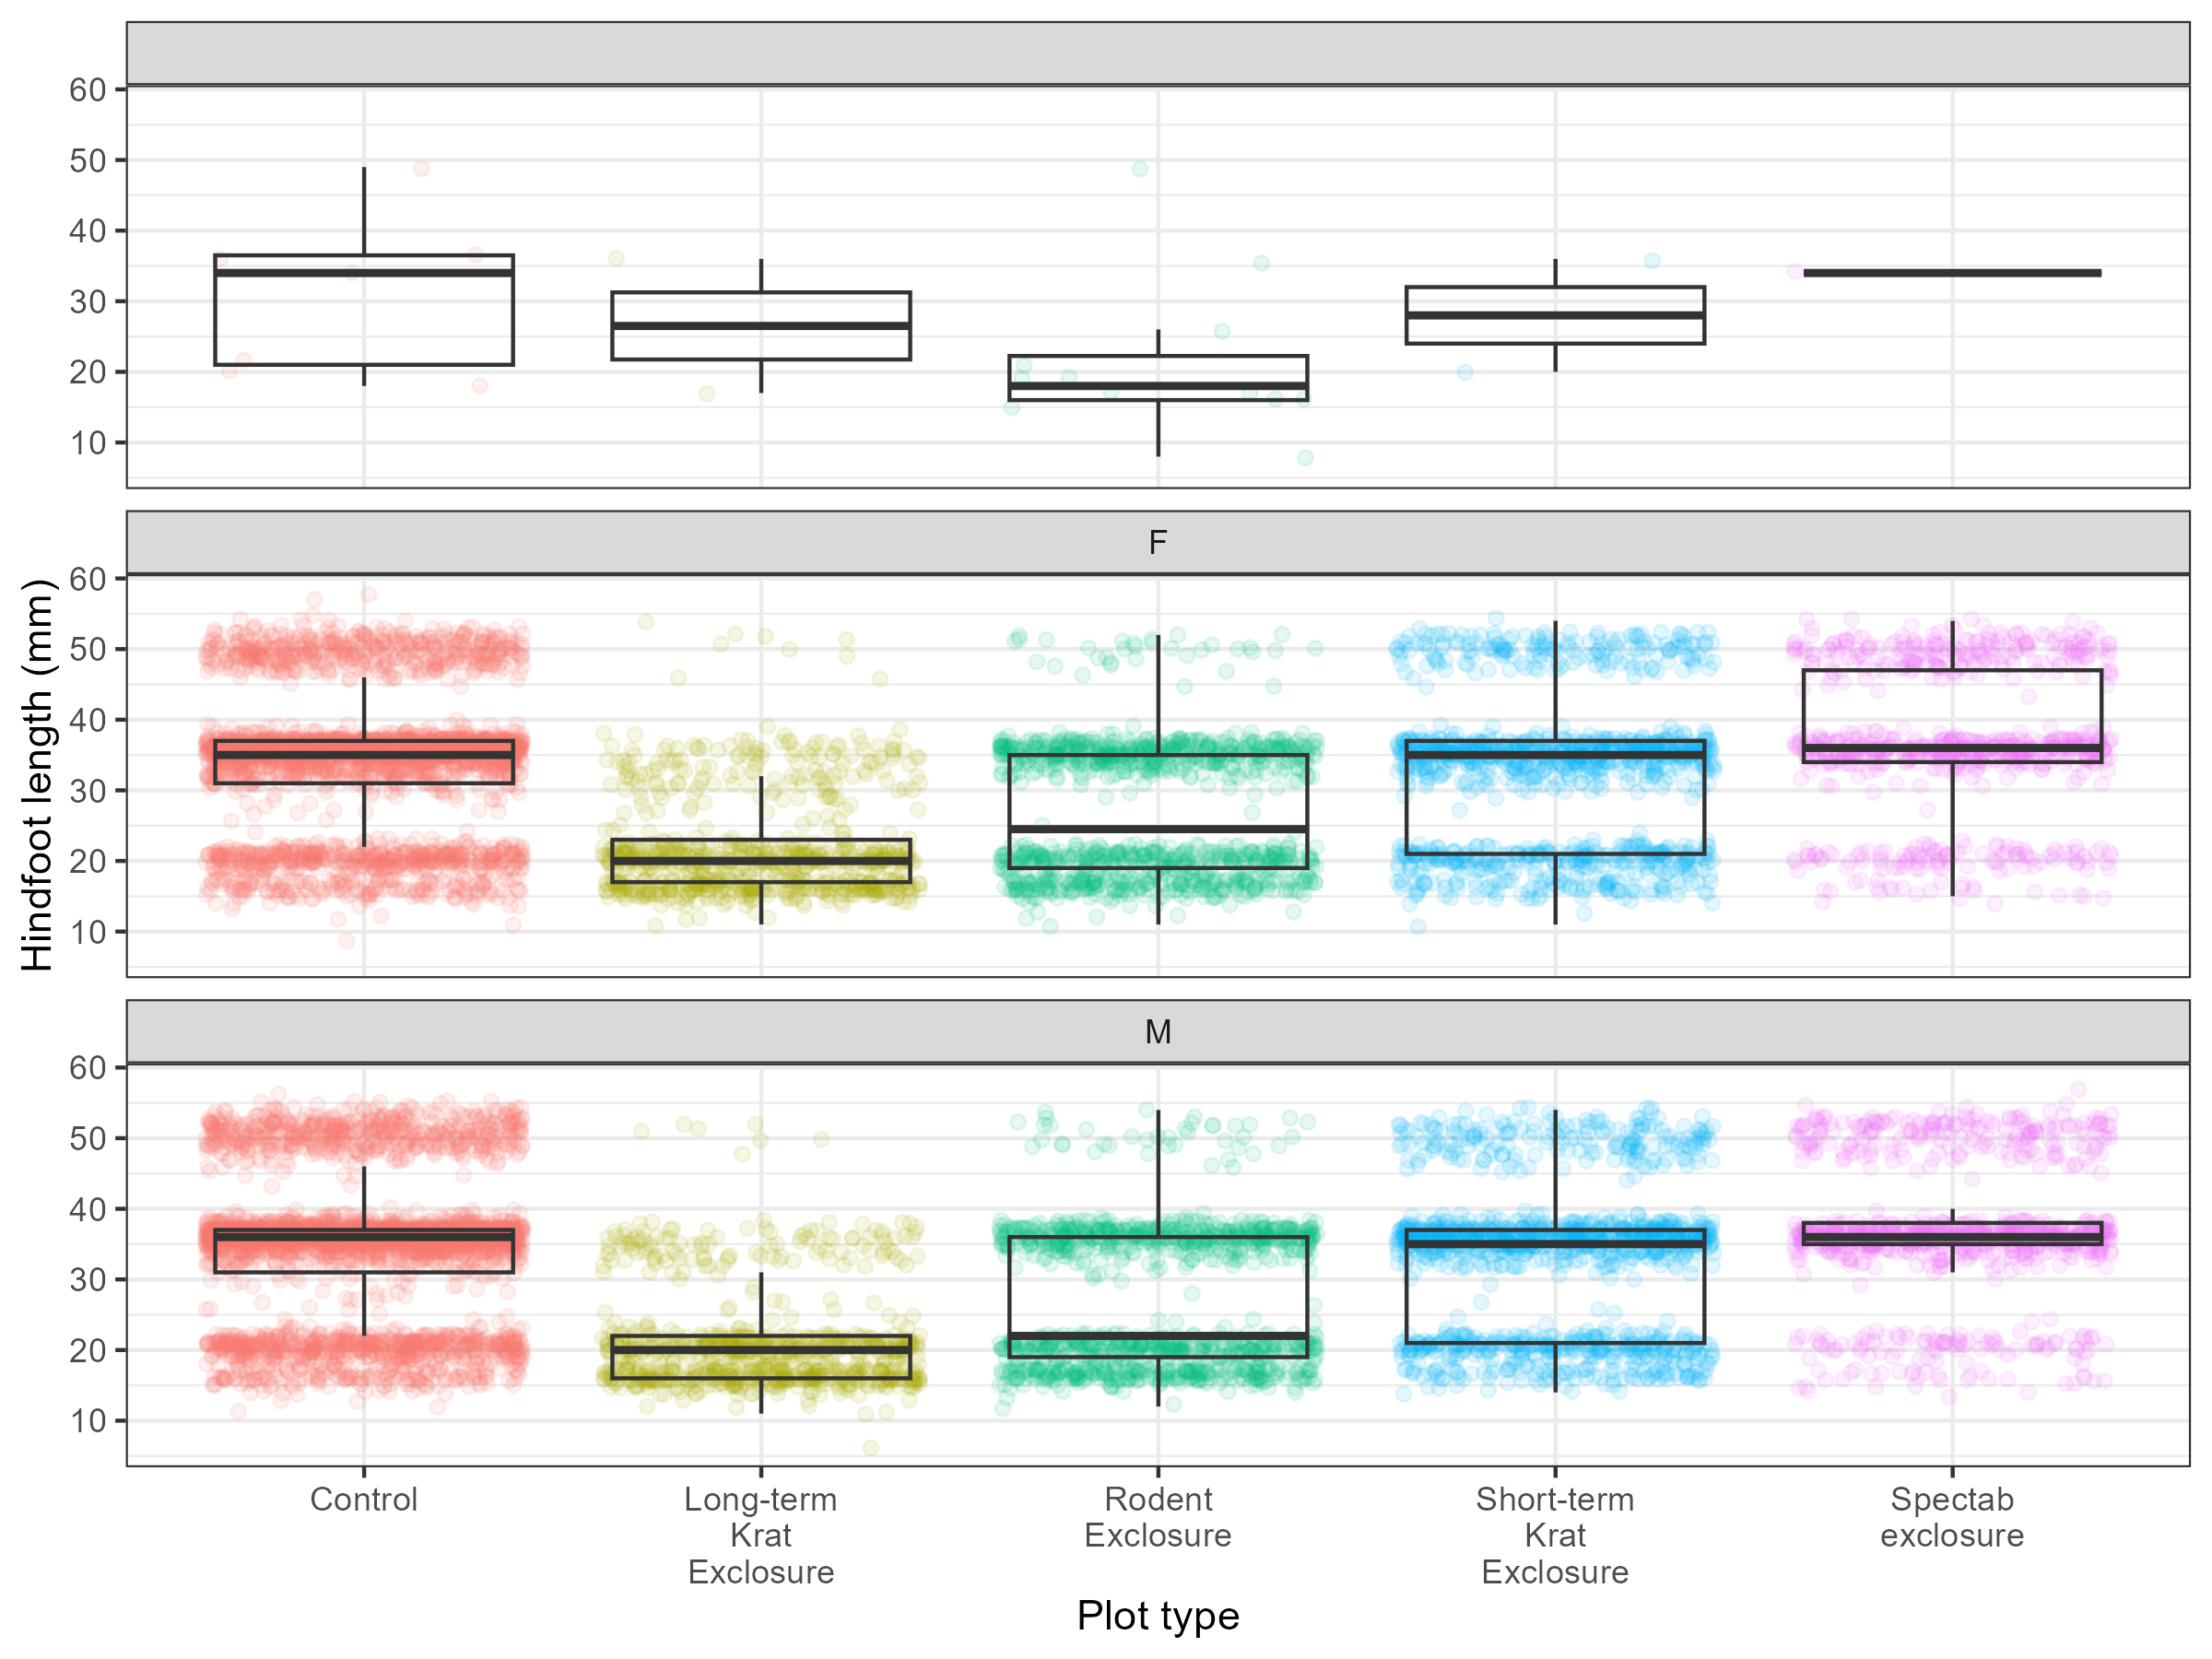 60
50
40
30
20
10
F
60
50
40
30
20
10
M
60
50
40
30
20
10
Hindfoot length (mm)
Control
Long-term
Krat
Exclosure
Rodent
Exclosure
Short-term
Krat
Exclosure
Spectab
exclosure
Plot type